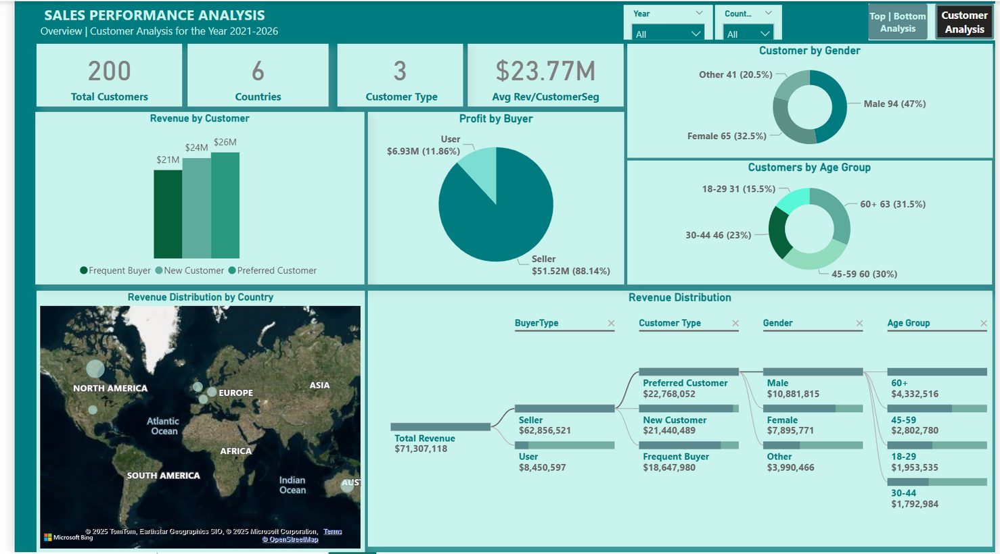 SALES PERFORMANCE ANALYSIS
Overview | Customer Analysis for the Year 2021-2026
Year
All
Count...
All
Top | Bottom
Analysis
Customer
Analysis
200
Total Customers
6
Countries
3
Customer Type
$23.77M
Avg Rev/CustomerSeg
Customer by Gender
Other 41 (20.5%)
Male 94 (47%)
Female 65 (32.5%)
Revenue by Customer
$21M
$24M
$26M
Frequent Buyer
New Customer
Preferred Customer
Profit by Buyer
User
$6.93M (11.86%)
Seller
$51.52M (88.14%)
Customers by Age Group
18-29 31 (15.5%)
60+ 63 (31.5%)
30-44 46 (23%)
45-59 60 (30%)
Revenue Distribution by Country
NORTH AMERICA
EUROPE
ASIA
Atlantic
Ocean
AFRICA
SOUTH AMERICA
Indian
Ocean
AUST
© 2025 TomTom, Earthstar Geographics SIO, © 2025 Microsoft Corporation, Terms
© OpenStreetMap
Microsoft Bing
Revenue Distribution
BuyerType
Customer Type
Gender
Age Group
Total Revenue
$71,307,118
Seller
$62,856,521
User
$8,450,597
Preferred Customer
$22,768,052
New Customer
$21,440,489
Frequent Buyer
$18,647,980
Male
$10,881,815
Female
$7,895,771
Other
$3,990,466
60+
$4,332,516
45-59
$2,802,780
18-29
$1,953,535
30-44
$1,792,984